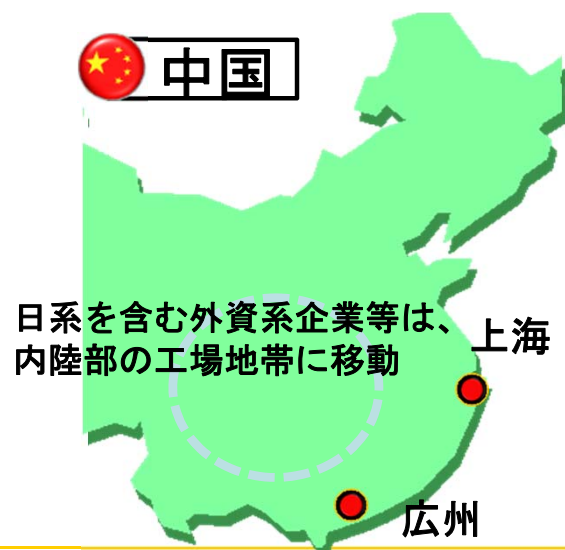 中国
日系を含む外資系企業等は、
内陸部の工場地帯に移動
上海
広州